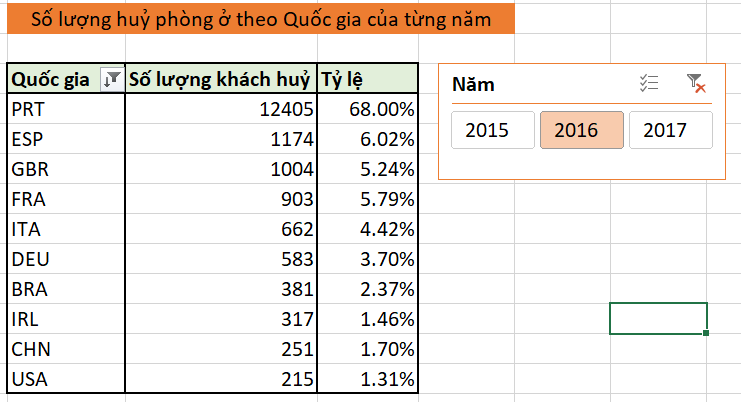 Số lượng huỷ phòng ở theo Quốc gia của từng năm
Quốc gia Số lượng khách huỷ Tỷ lệ
PRT 12405 68.00%
ESP 1174 6.02%
GBR 1004 5.24%
FRA 903 5.79%
ITA 662 4.42%
DEU 583 3.70%
BRA 381 2.37%
IRL 317 1.46%
CHN 251 1.70%
USA 215 1.31%
Năm
2015 2016 2017